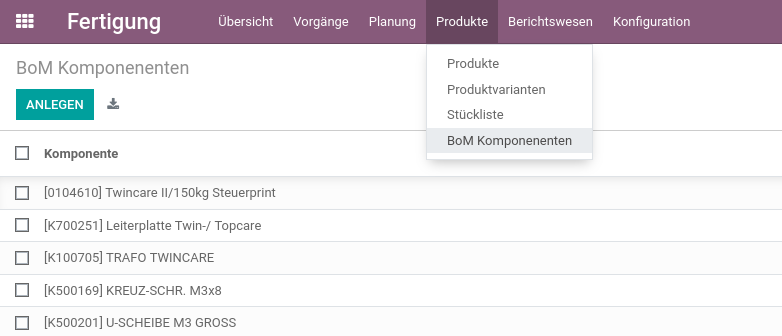 Fertigung Übersicht Vorgänge Planung Produkte Berichtswesen Konfiguration
BoM Komponenenten
ANLEGEN
Produkte
Produktvarianten
Stückliste
BoM Komponenenten
Komponente
[0104610] Twincare II/150kg Steuerprint
[K700251] Leiterplatte Twin-/ Topcare
[K100705] TRAFO TWINCARE
[K500169] KREUZ-SCHR. M3x8
[K500201] U-SCHEIBE M3 GROSS